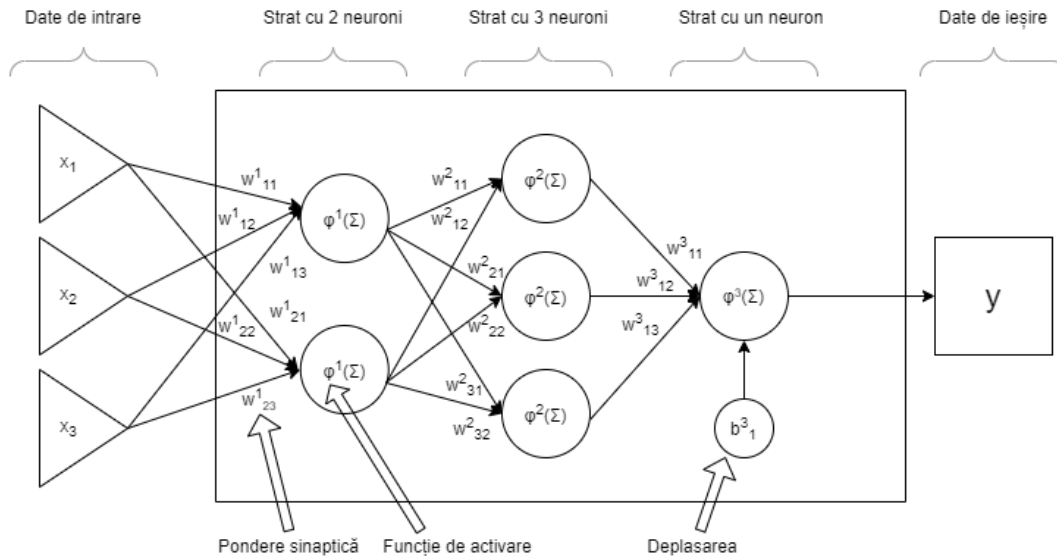 Date de intrare
Strat cu 2 neuroni
Strat cu 3 neuroni
Strat cu un neuron
Date de ieșire
x₁
x₂
x₃
w¹₁₁
w¹₁₂
w¹₁₃
w¹₂₁
w¹₂₂
w¹₂₃
φ¹(Σ)
φ¹(Σ)
w²₁₁
w²₁₂
w²₂₁
w²₂₂
w²₃₁
w²₃₂
φ²(Σ)
φ²(Σ)
φ²(Σ)
w³₁₁
w³₁₂
w³₁₃
φ³(Σ)
b³₁
y
Pondere sinaptică
Funcție de activare
Deplasarea